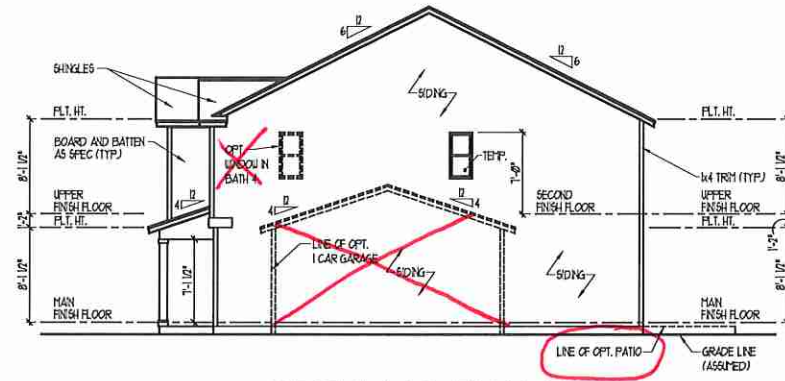 12
6
12
6
SHINGLES
SIDING
PLT. HT.
PLT. HT.
BOARD AND BATTEN
AS SPEC (TYP.)
OPT.
WINDOW IN
BATH 4
TEMP.
1x4 TRIM (TYP.)
8'-1 1/2"
7'-0"
8'-1 1/2"
UPPER
FINISH FLOOR
12
4
12
4
12
4
SECOND
FINISH FLOOR
UPPER
FINISH FLOOR
1'-2"
PLT. HT.
PLT. HT.
1'-2"
LINE OF OPT.
1 CAR GARAGE
SIDING
SIDING
8'-1 1/2"
7'-1 1/2"
8'-1 1/2"
MAIN
FINISH FLOOR
MAIN
FINISH FLOOR
LINE OF OPT. PATIO
GRADE LINE
(ASSUMED)